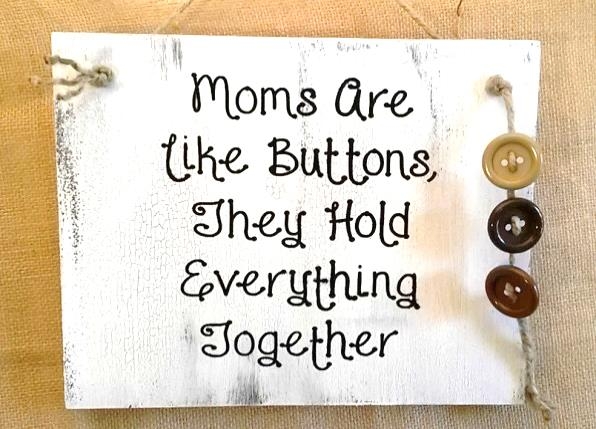 Moms Are
Like Buttons,
They Hold
Everything
Together